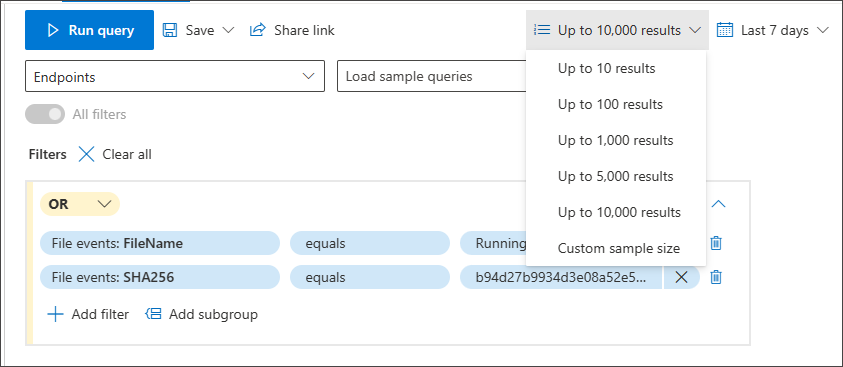 Run query Save Share link Up to 10,000 results Last 7 days
Endpoints Load sample queries
Up to 10 results
Up to 100 results
All filters
Up to 1,000 results
Filters Clear all
Up to 5,000 results
OR Up to 10,000 results
File events: FileName equals Running
Custom sample size
File events: SHA256 equals b94d27b9934d3e08a52e5...
Add filter Add subgroup